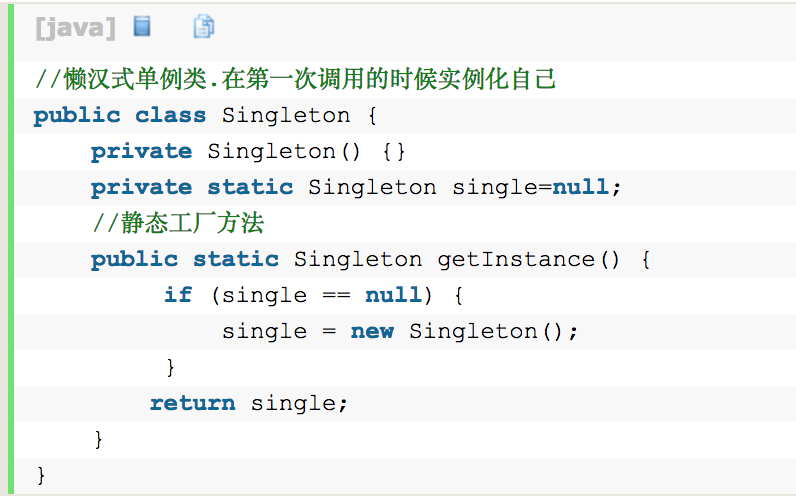 [java]
//懒汉式单例类.在第一次调用的时候实例化自己
public class Singleton {
    private Singleton() {}
    private static Singleton single=null;
    //静态工厂方法
    public static Singleton getInstance() {
         if (single == null) {
             single = new Singleton();
         }
        return single;
    }
}